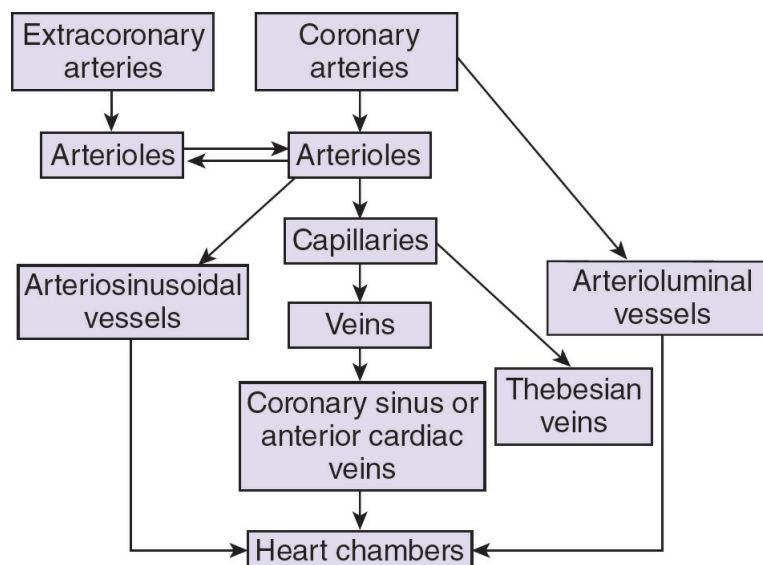 Extracoronary
arteries
Coronary
arteries
Arterioles
Arterioles
Capillaries
Arteriosinusoidal
vessels
Arterioluminal
vessels
Veins
Thebesian
veins
Coronary sinus or
anterior cardiac
veins
Heart chambers